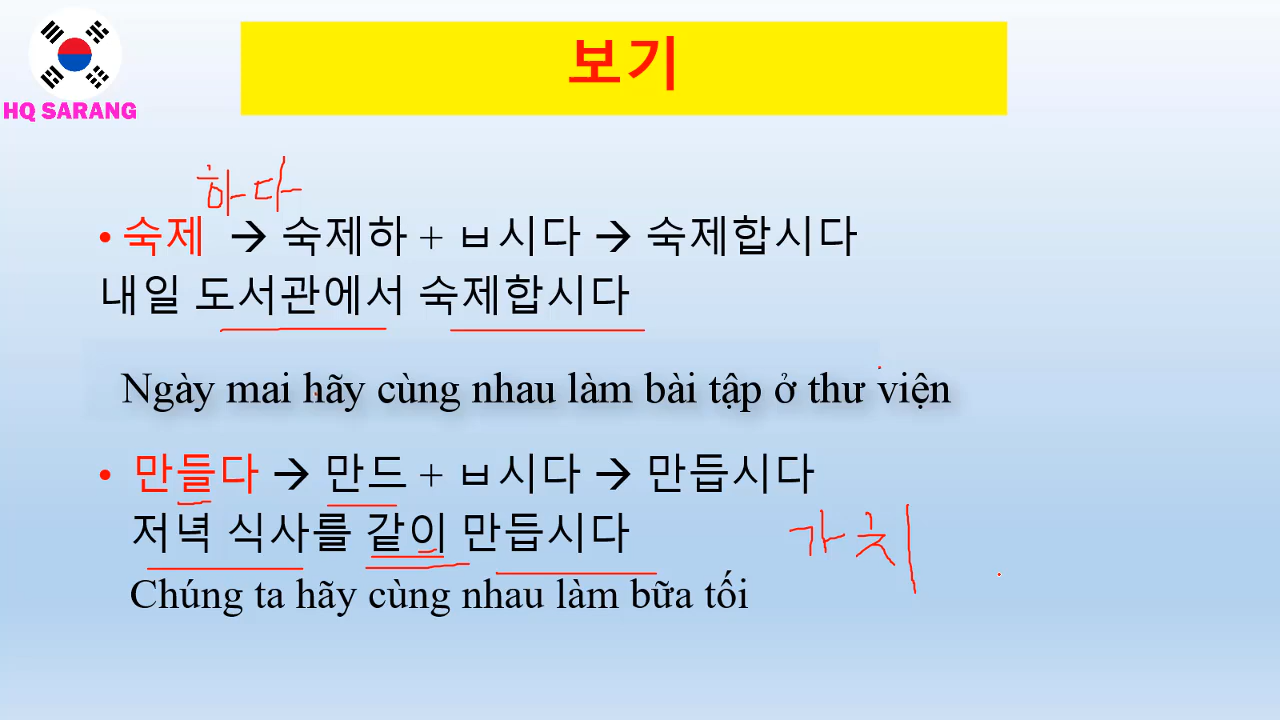 보기
HQ SARANG
하다
• 숙제 → 숙제하 + ㅂ시다 → 숙제합시다
내일 도서관에서 숙제합시다
Ngày mai hãy cùng nhau làm bài tập ở thư viện
• 만들다 → 만드 + ㅂ시다 → 만듭시다
저녁 식사를 같이 만듭시다
가치
Chúng ta hãy cùng nhau làm bữa tối